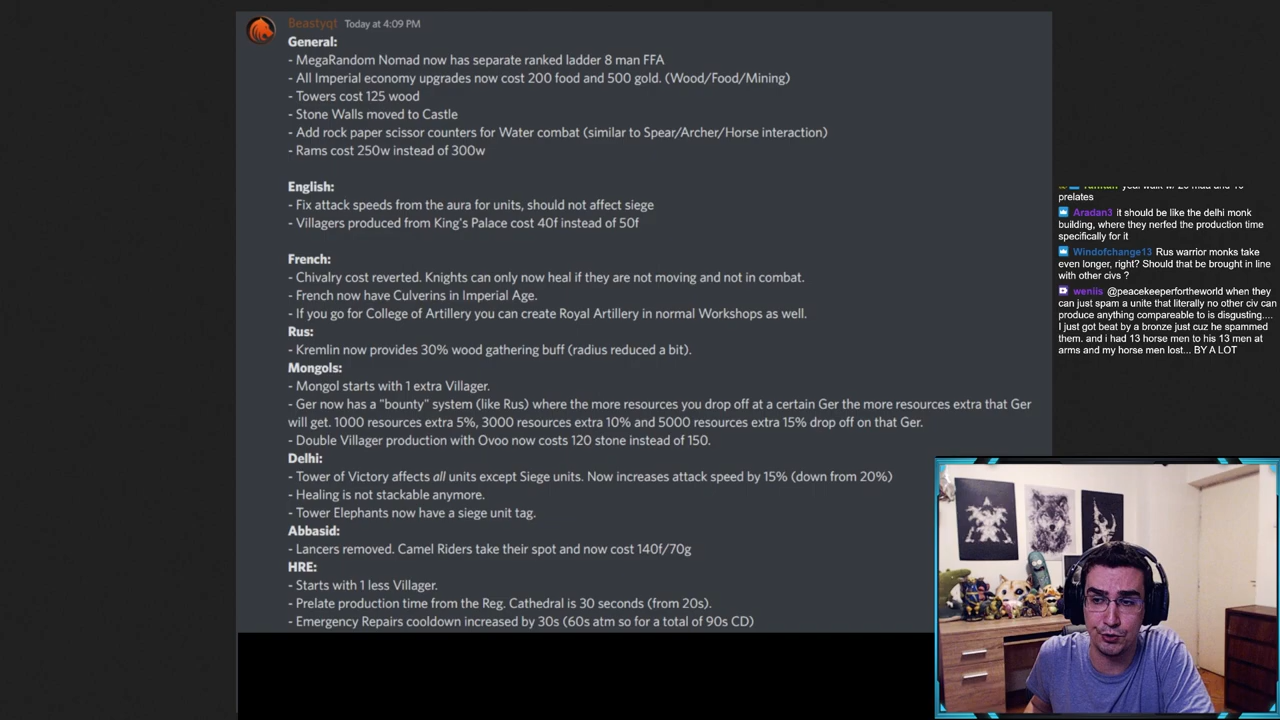 Beastyqt Today at 4:09 PM
General:
- MegaRandom Nomad now has separate ranked ladder 8 man FFA
- All Imperial economy upgrades now cost 200 food and 500 gold. (Wood/Food/Mining)
- Towers cost 125 wood
- Stone Walls moved to Castle
- Add rock paper scissor counters for Water combat (similar to Spear/Archer/Horse interaction)
- Rams cost 250w instead of 300w
English:
- Fix attack speeds from the aura for units, should not affect siege
- Villagers produced from King's Palace cost 40f instead of 50f
French:
- Chivalry cost reverted. Knights can only now heal if they are not moving and not in combat.
- French now have Culverins in Imperial Age.
- If you go for College of Artillery you can create Royal Artillery in normal Workshops as well.
Rus:
- Kremlin now provides 30% wood gathering buff (radius reduced a bit).
Mongols:
- Mongol starts with 1 extra Villager.
- Ger now has a "bounty" system (like Rus) where the more resources you drop off at a certain Ger the more resources extra that Ger
will get. 1000 resources extra 5%, 3000 resources extra 10% and 5000 resources extra 15% drop off on that Ger.
- Double Villager production with Ovoo now costs 120 stone instead of 150.
Delhi:
- Tower of Victory affects all units except Siege units. Now increases attack speed by 15% (down from 20%)
- Healing is not stackable anymore.
- Tower Elephants now have a siege unit tag.
Abbasid:
- Lancers removed. Camel Riders take their spot and now cost 140f/70g
HRE:
- Starts with 1 less Villager.
- Prelate production time from the Reg. Cathedral is 30 seconds (from 20s).
- Emergency Repairs cooldown increased by 30s (60s atm so for a total of 90s CD)
prelates
Aradan3 it should be like the delhi monk
building, where they nerfed the production time
specifically for it
Windofchange13 Rus warrior monks take
even longer, right? Should that be brought in line
with other civs ?
weniis @peacekeeperfortheworld when they
can just spam a unite that literally no other civ can
produce anything compareable to is disgusting....
I just got beat by a bronze just cuz he spammed
them. and i had 13 horse men to his 13 men at
arms and my horse men lost... BY A LOT